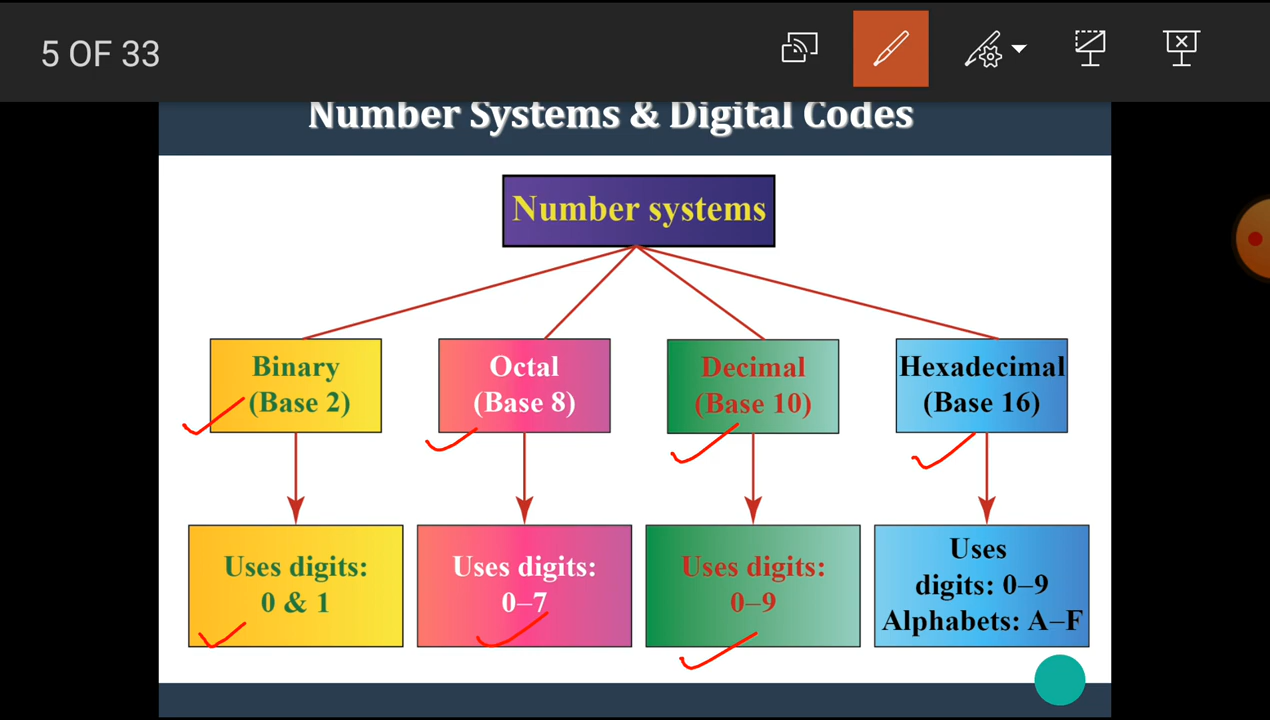 5 OF 33
Number Systems & Digital Codes
Number systems
Binary
(Base 2)
Octal
(Base 8)
Decimal
(Base 10)
Hexadecimal
(Base 16)
Uses digits:
0 & 1
Uses digits:
0–7
Uses digits:
0–9
Uses
digits: 0–9
Alphabets: A–F